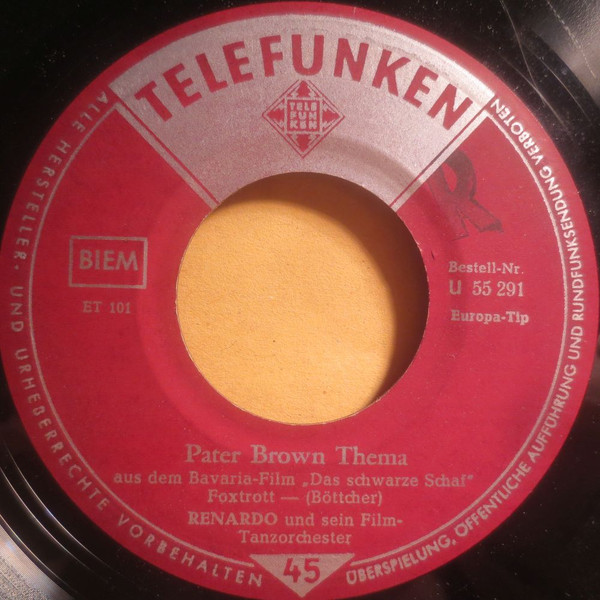 TELEFUNKEN
TELE
FUN
KEN
BIEM
ET 101
R
Bestell-Nr.
U 55 291
Europa-Tip
Pater Brown Thema
aus dem Bavaria-Film „Das schwarze Schaf"
Foxtrott — (Böttcher)
RENARDO und sein Film-
Tanzorchester
45
ALLE HERSTELLER- UND URHEBERRECHTE VORBEHALTEN
ÜBERSPIELUNG, ÖFFENTLICHE AUFFÜHRUNG UND RUNDFUNKSENDUNG VERBOTEN